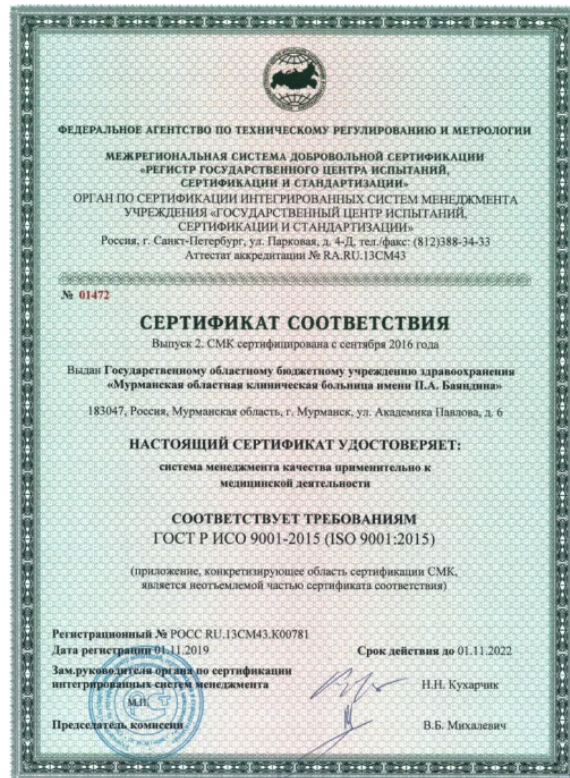 ФЕДЕРАЛЬНОЕ АГЕНТСТВО ПО ТЕХНИЧЕСКОМУ РЕГУЛИРОВАНИЮ И МЕТРОЛОГИИ
МЕЖРЕГИОНАЛЬНАЯ СИСТЕМА ДОБРОВОЛЬНОЙ СЕРТИФИКАЦИИ
«РЕГИСТР ГОСУДАРСТВЕННОГО ЦЕНТРА ИСПЫТАНИЙ,
СЕРТИФИКАЦИИ И СТАНДАРТИЗАЦИИ»
ОРГАН ПО СЕРТИФИКАЦИИ ИНТЕГРИРОВАННЫХ СИСТЕМ МЕНЕДЖМЕНТА
УЧРЕЖДЕНИЯ «ГОСУДАРСТВЕННЫЙ ЦЕНТР ИСПЫТАНИЙ,
СЕРТИФИКАЦИИ И СТАНДАРТИЗАЦИИ»
Россия, г. Санкт-Петербург, ул. Парковая, д. 4-Д, тел./факс: (812)388-34-33
Аттестат аккредитации № RA.RU.13СМ43
№ 01472
СЕРТИФИКАТ СООТВЕТСТВИЯ
Выпуск 2. СМК сертифицирована с сентября 2016 года
Выдан Государственному областному бюджетному учреждению здравоохранения
«Мурманская областная клиническая больница имени П.А. Баяндина»
183047, Россия, Мурманская область, г. Мурманск, ул. Академика Павлова, д. 6
НАСТОЯЩИЙ СЕРТИФИКАТ УДОСТОВЕРЯЕТ:
система менеджмента качества применительно к
медицинской деятельности
СООТВЕТСТВУЕТ ТРЕБОВАНИЯМ
ГОСТ Р ИСО 9001-2015 (ISO 9001:2015)
(приложение, конкретизирующее область сертификации СМК,
является неотъемлемой частью сертификата соответствия)
Регистрационный № РОСС RU.13СМ43.К00781
Дата регистрации 01.11.2019 Срок действия до 01.11.2022
Зам.руководителя органа по сертификации
интегрированных систем менеджмента Н.Н. Кухарчик
М.П.
Председатель комиссии В.Б. Михалевич